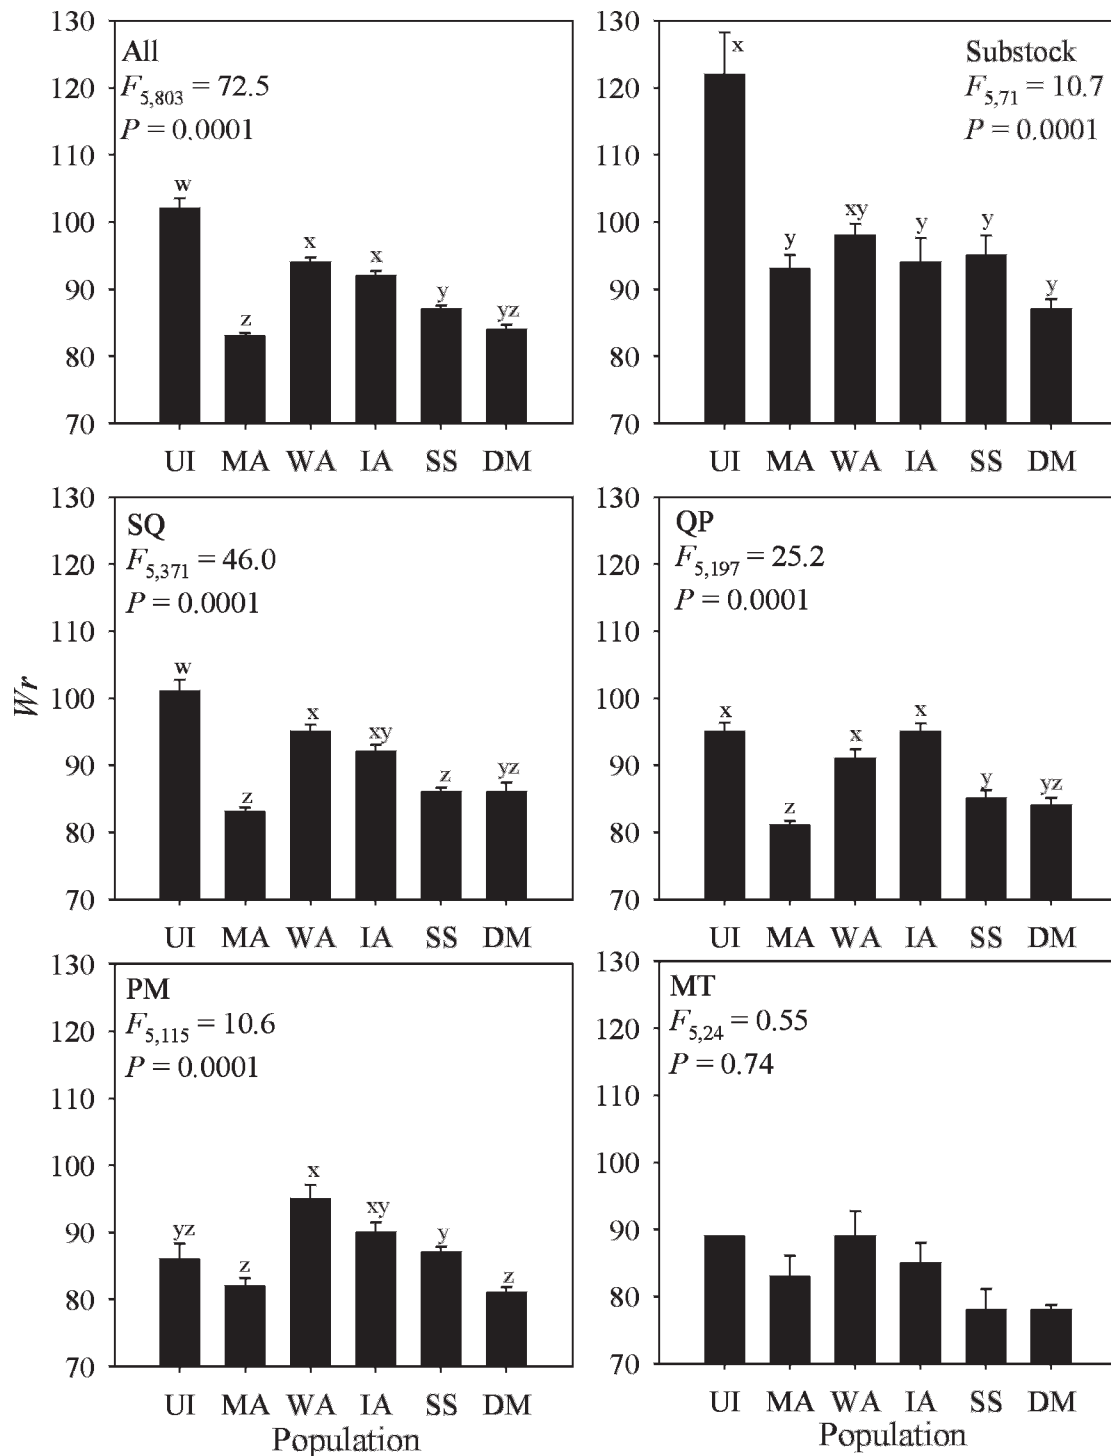 All
F5,803 = 72.5
P = 0.0001
130
120
110
100
90
80
70
w
z
x
x
y
yz
UI MA WA IA SS DM
Substock
F5,71 = 10.7
P = 0.0001
130
120
110
100
90
80
70
x
y
xy
y
y
y
UI MA WA IA SS DM
Wr
SQ
F5,371 = 46.0
P = 0.0001
130
120
110
100
90
80
70
w
z
x
xy
z
yz
UI MA WA IA SS DM
QP
F5,197 = 25.2
P = 0.0001
130
120
110
100
90
80
70
x
z
x
x
y
yz
UI MA WA IA SS DM
PM
F5,115 = 10.6
P = 0.0001
130
120
110
100
90
80
70
yz
z
x
xy
y
z
UI MA WA IA SS DM
Population
MT
F5,24 = 0.55
P = 0.74
130
120
110
100
90
80
70
UI MA WA IA SS DM
Population